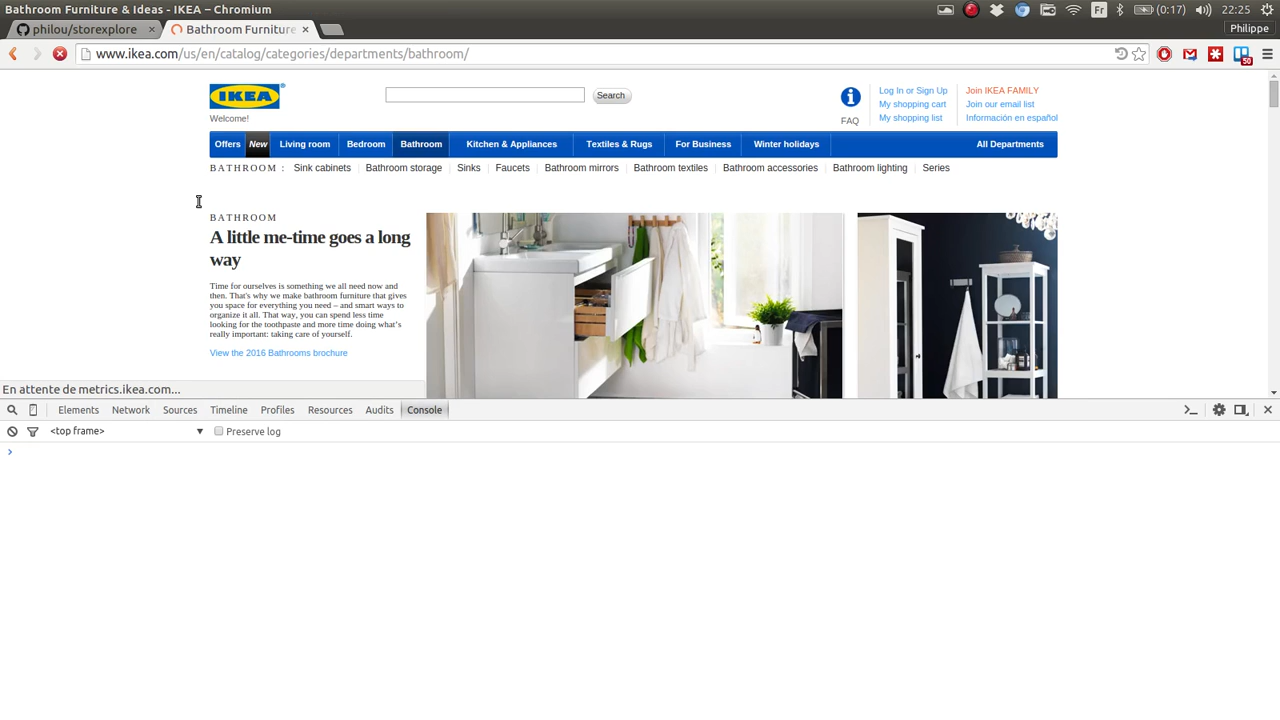 Bathroom Furniture & Ideas - IKEA – Chromium
Fr (0:17) 22:25
philou/storexplore × Bathroom Furniture × Philippe
www.ikea.com/us/en/catalog/categories/departments/bathroom/ 50
IKEA
Search
Log In or Sign Up
Join IKEA FAMILY
My shopping cart
Join our email list
Welcome!
FAQ
My shopping list
Información en español
Offers New Living room Bedroom Bathroom Kitchen & Appliances Textiles & Rugs For Business Winter holidays All Departments
BATHROOM : Sink cabinets Bathroom storage Sinks Faucets Bathroom mirrors Bathroom textiles Bathroom accessories Bathroom lighting Series
BATHROOM
A little me-time goes a long
way
Time for ourselves is something we all need now and
then. That's why we make bathroom furniture that gives
you space for everything you need – and smart ways to
organize it all. That way, you can spend less time
looking for the toothpaste and more time doing what's
really important: taking care of yourself.
View the 2016 Bathrooms brochure
En attente de metrics.ikea.com...
Elements Network Sources Timeline Profiles Resources Audits Console
<top frame> Preserve log